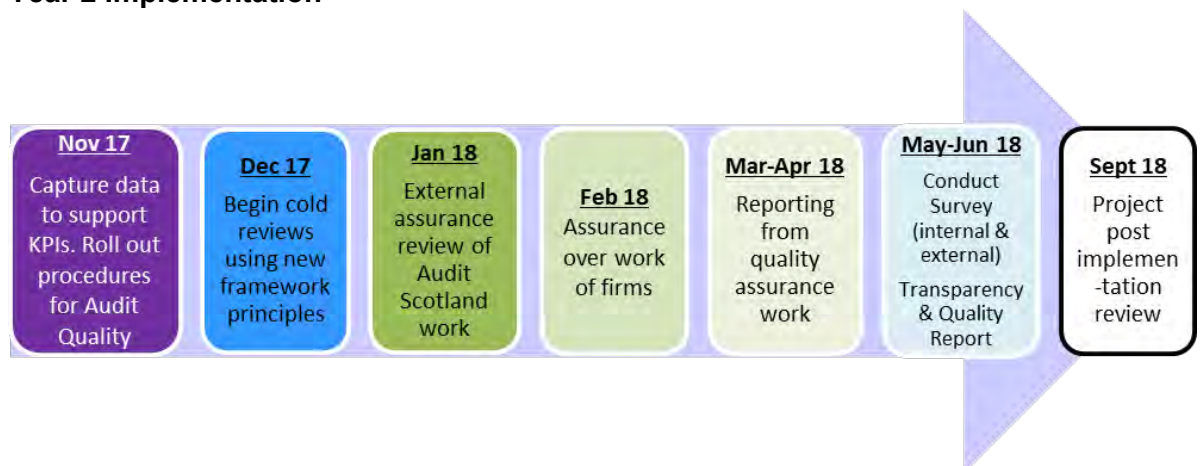 Year 2 Implementation
Nov 17
Capture data
to support
KPIs. Roll out
procedures
for Audit
Quality
Dec 17
Begin cold
reviews
using new
framework
principles
Jan 18
External
assurance
review of
Audit
Scotland
work
Feb 18
Assurance
over work
of firms
Mar-Apr 18
Reporting
from
quality
assurance
work
May-Jun 18
Conduct
Survey
(internal &
external)
Transparency
& Quality
Report
Sept 18
Project
post
implemen
-tation
review